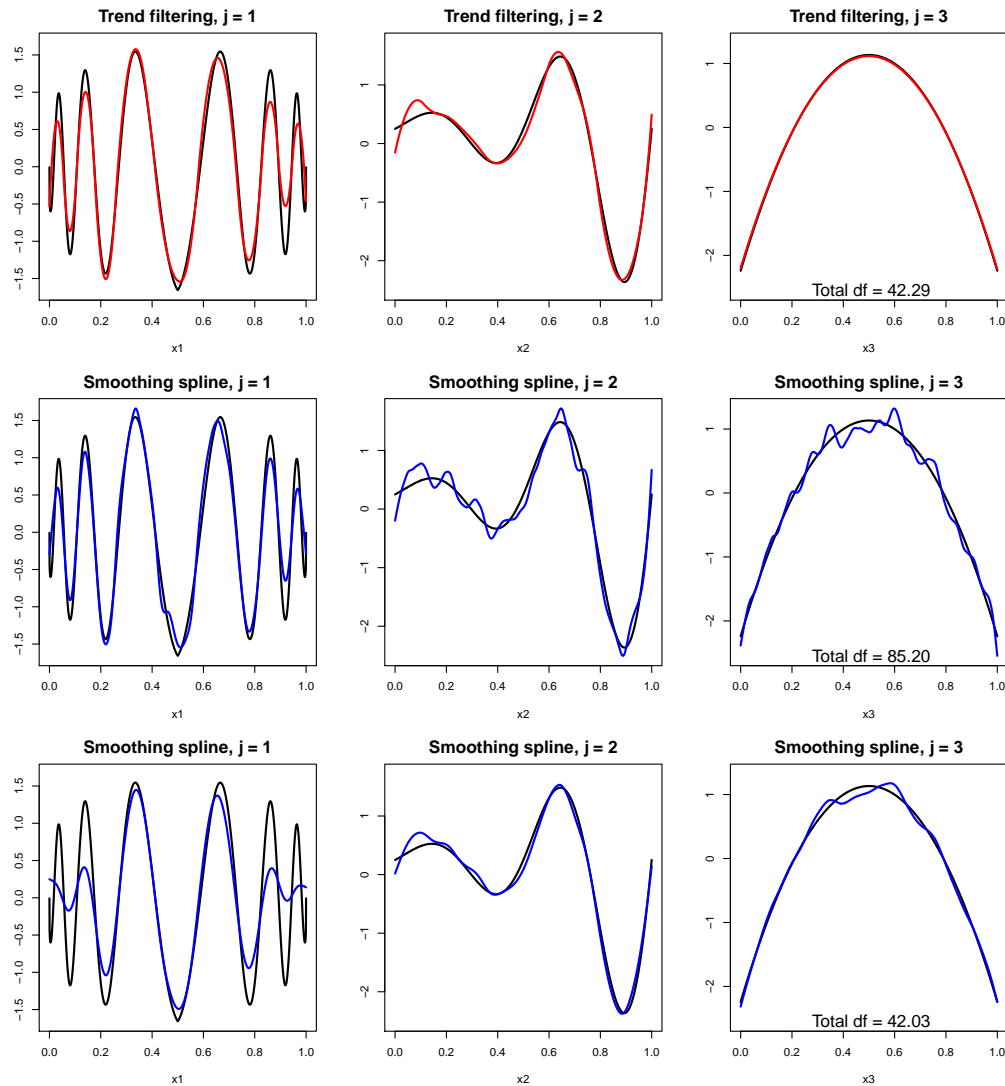 Trend filtering, j = 1
1.5
1.0
0.5
0.0
−0.5
−1.0
−1.5
0.0 0.2 0.4 0.6 0.8 1.0
x1
Trend filtering, j = 2
1
0
−1
−2
0.0 0.2 0.4 0.6 0.8 1.0
x2
Trend filtering, j = 3
1
0
−1
−2
Total df = 42.29
0.0 0.2 0.4 0.6 0.8 1.0
x3
Smoothing spline, j = 1
1.5
1.0
0.5
0.0
−0.5
−1.0
−1.5
0.0 0.2 0.4 0.6 0.8 1.0
x1
Smoothing spline, j = 2
1
0
−2
0.0 0.2 0.4 0.6 0.8 1.0
x2
Smoothing spline, j = 3
1
0
−1
−2
Total df = 85.20
0.0 0.2 0.4 0.6 0.8 1.0
x3
Smoothing spline, j = 1
1.5
1.0
0.5
0.0
−0.5
−1.0
−1.5
0.0 0.2 0.4 0.6 0.8 1.0
x1
Smoothing spline, j = 2
1
0
−2
0.0 0.2 0.4 0.6 0.8 1.0
x2
Smoothing spline, j = 3
1
0
−1
−2
Total df = 42.03
0.0 0.2 0.4 0.6 0.8 1.0
x3